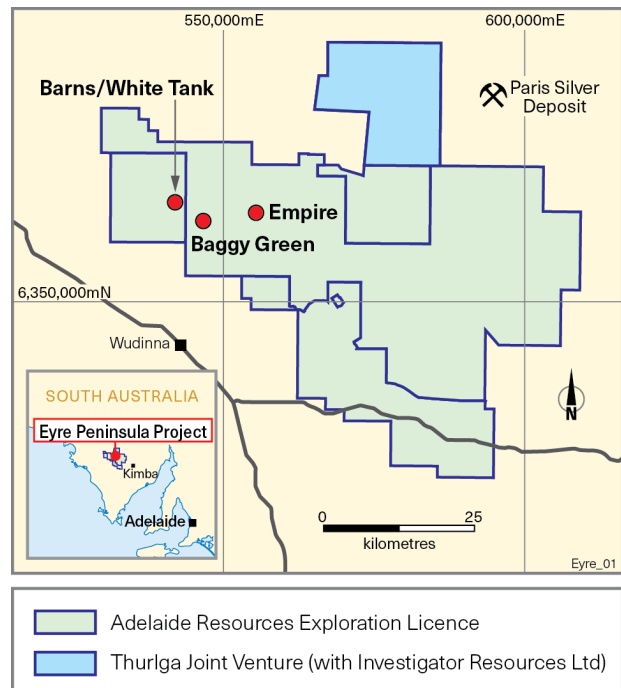 550,000mE
600,000mE
Barns/White Tank
Paris Silver
Deposit
Empire
Baggy Green
6,350,000mN
Wudinna
SOUTH AUSTRALIA
Eyre Peninsula Project
Kimba
Adelaide
N
0
25
kilometres
Eyre_01
Adelaide Resources Exploration Licence
Thurlga Joint Venture (with Investigator Resources Ltd)